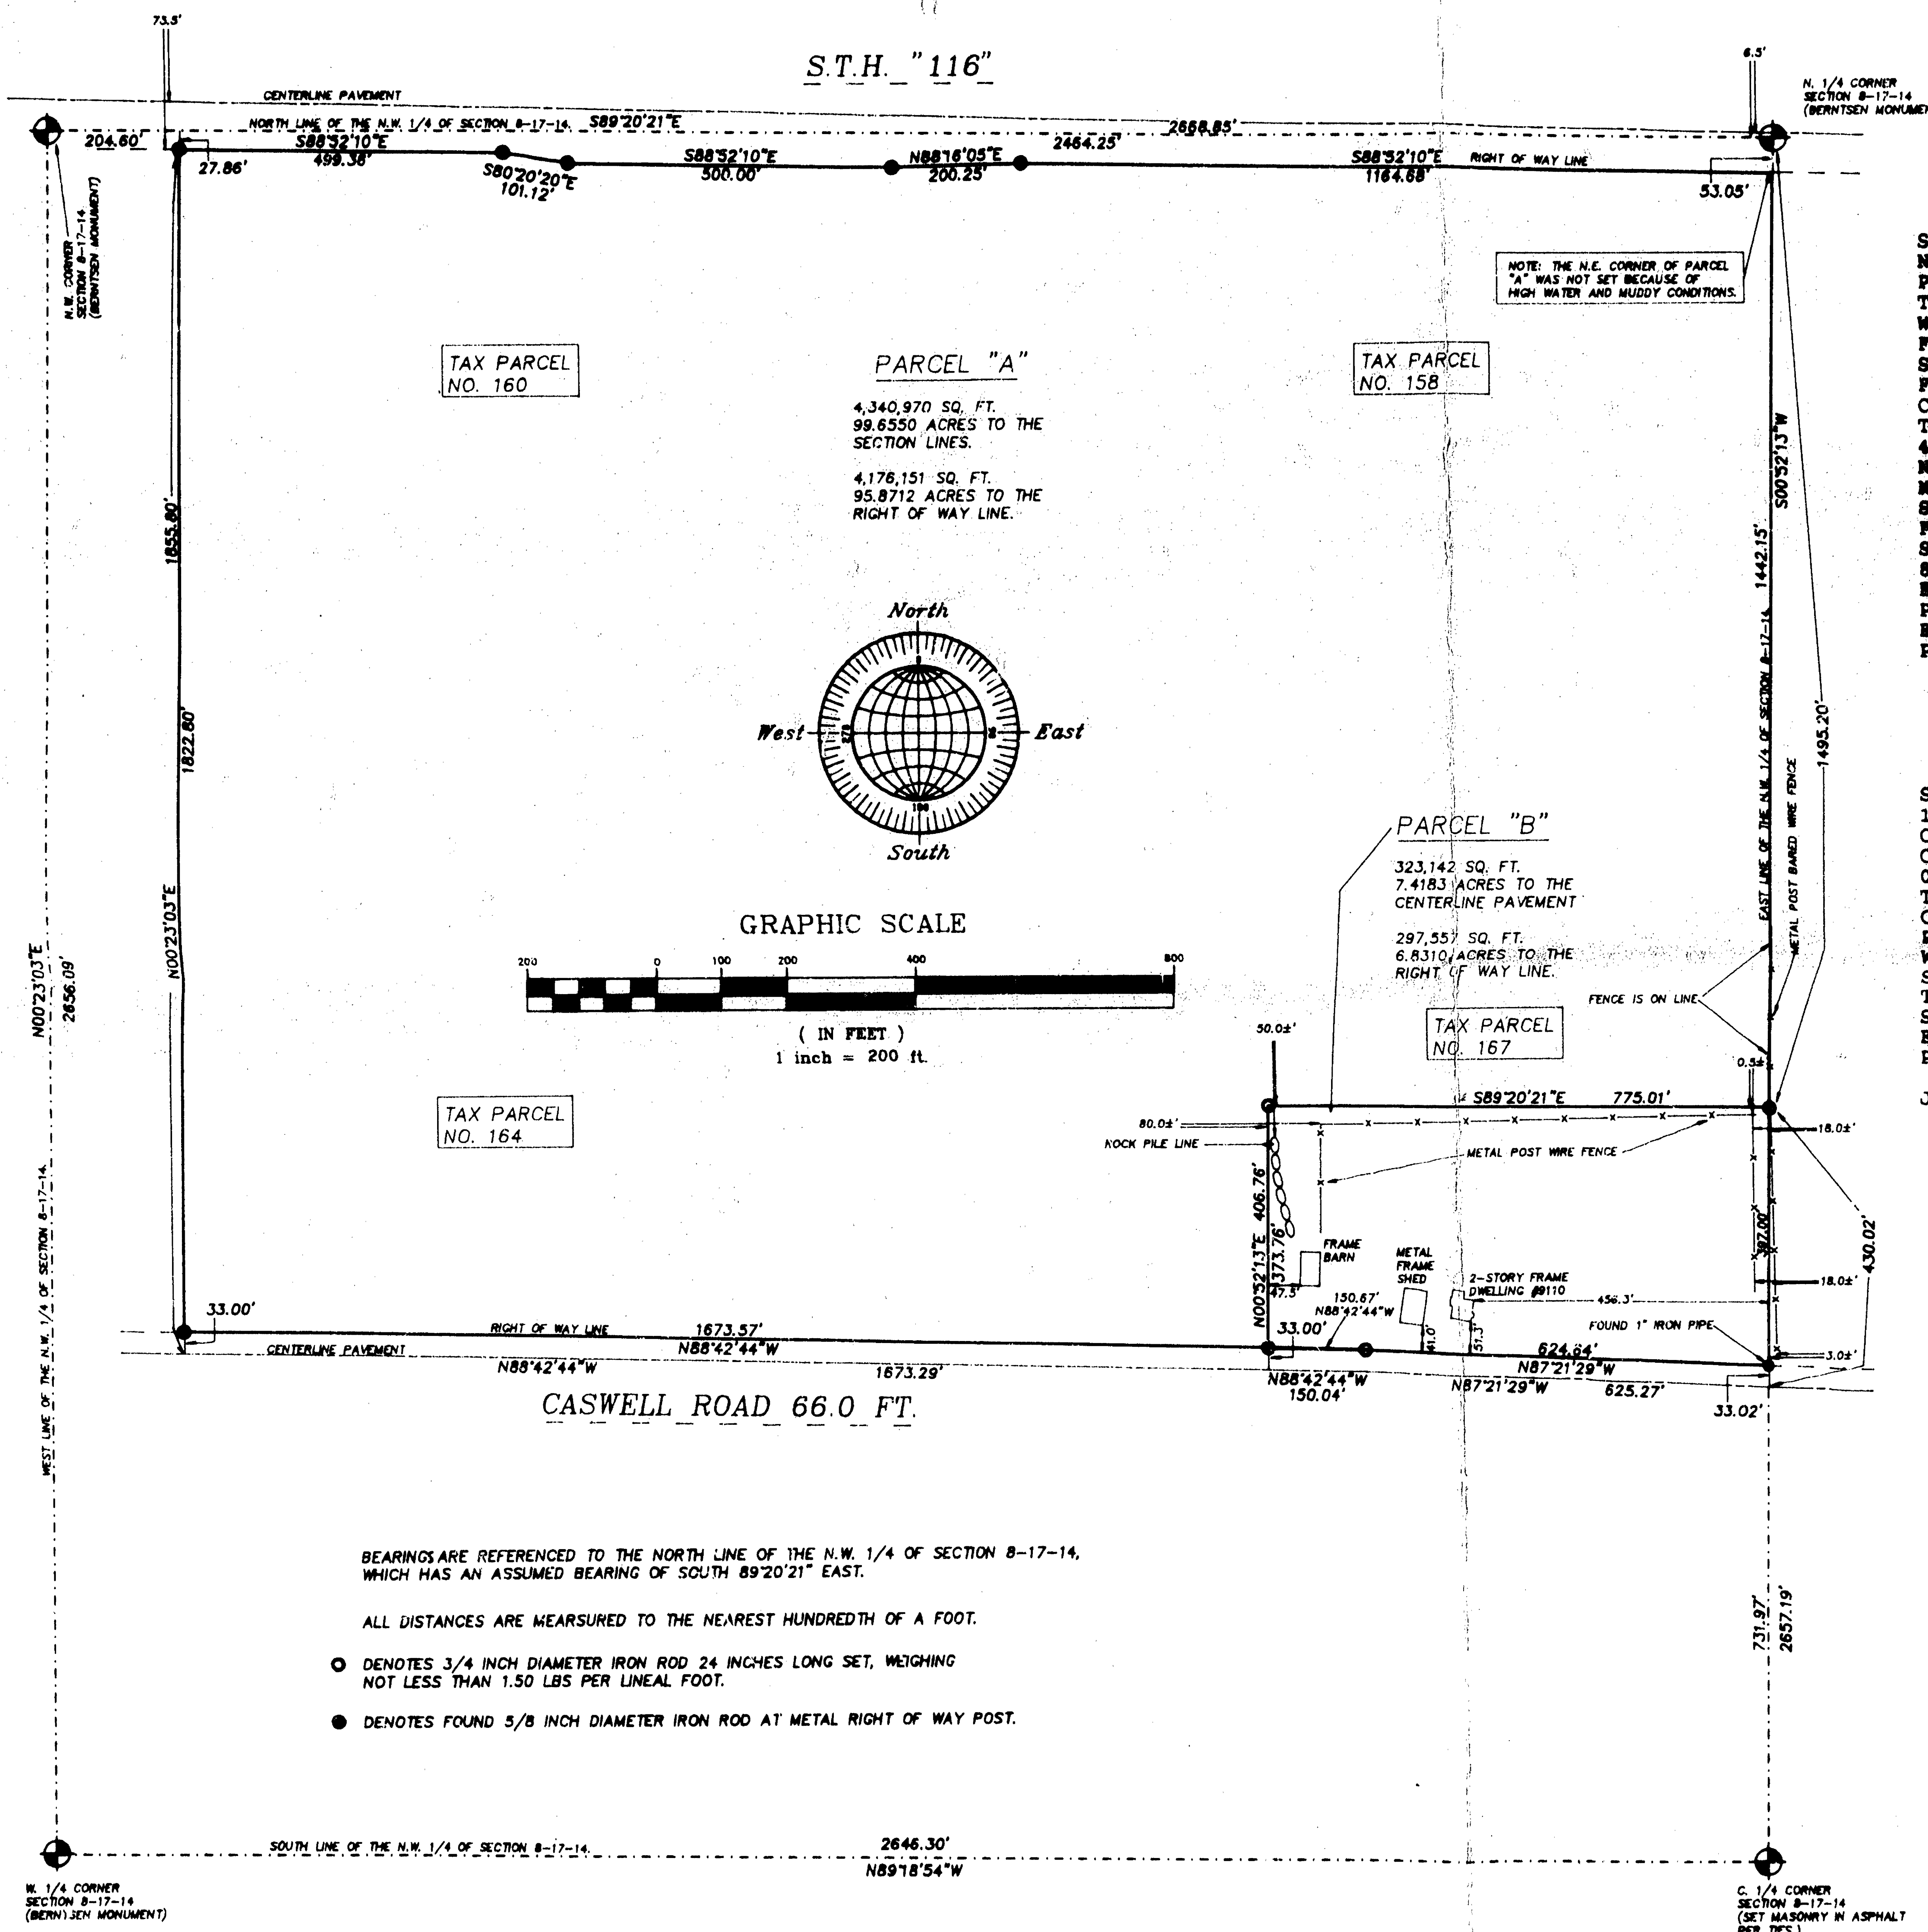 73.5'
S.T.H. "116"
6.5'
N. 1/4 CORNER
SECTION 8-17-14
(BERNTSEN MONUMEN
CENTERLINE PAVEMENT
NORTH LINE OF THE N.W. 1/4 OF SECTION 8-17-14. S89°20'21"E
2668.85'
204.60'
2464.25'
27.86'
S88°52'10"E
499.38'
S80°20'20"E
101.12'
S88°52'10"E
500.00'
N88°16'05"E
200.25'
S88°52'10"E
1164.68'
RIGHT OF WAY LINE
53.05'
N.W. CORNER
SECTION 8-17-14
(BERNTSEN MONUMENT)
NOTE: THE N.E. CORNER OF PARCEL
"A" WAS NOT SET BECAUSE OF
HIGH WATER AND MUDDY CONDITIONS.
TAX PARCEL
NO. 160
PARCEL "A"
4,340,970 SQ. FT.
99.6550 ACRES TO THE
SECTION LINES.
4,176,151 SQ. FT.
95.8712 ACRES TO THE
RIGHT OF WAY LINE.
TAX PARCEL
NO. 158
S00°52'13"W
1442.15'
EAST LINE OF THE N.W. 1/4 OF SECTION 8-17-14
METAL POST BARED WIRE FENCE
1495.20'
1855.80'
1822.80'
N00°23'03"E
N00°23'03"E
2656.09'
WEST LINE OF THE N.W. 1/4 OF SECTION 8-17-14.
North
0
West
270
East
180
South
GRAPHIC SCALE
200 0 100 200 400 800
( IN FEET )
1 inch = 200 ft.
PARCEL "B"
323,142 SQ. FT.
7.4183 ACRES TO THE
CENTERLINE PAVEMENT
297,557 SQ. FT.
6.8310 ACRES TO THE
RIGHT OF WAY LINE.
FENCE IS ON LINE
TAX PARCEL
NO. 167
50.0±'
0.5±
TAX PARCEL
NO. 164
S89°20'21"E 775.01'
80.0±'
ROCK PILE LINE
METAL POST WIRE FENCE
18.0±'
N00°52'13"E 406.76'
373.76'
397.00'
430.02'
FRAME
BARN
METAL
FRAME
SHED
2-STORY FRAME
DWELLING #9110
18.0±'
47.5'
150.67'
N88°42'44"W
456.3'
41.0'
51.3'
FOUND 1" IRON PIPE
33.00'
RIGHT OF WAY LINE
1673.57'
N88°42'44"W
33.00'
624.64'
N87°21'29"W
3.0±'
CENTERLINE PAVEMENT
N88°42'44"W
1673.29'
N88°42'44"W
150.04'
N87°21'29"W
625.27'
33.02'
CASWELL ROAD 66.0 FT.
BEARINGS ARE REFERENCED TO THE NORTH LINE OF THE N.W. 1/4 OF SECTION 8-17-14,
WHICH HAS AN ASSUMED BEARING OF SOUTH 89°20'21" EAST.
ALL DISTANCES ARE MEARSURED TO THE NEAREST HUNDREDTH OF A FOOT.
DENOTES 3/4 INCH DIAMETER IRON ROD 24 INCHES LONG SET, WEIGHING
NOT LESS THAN 1.50 LBS PER LINEAL FOOT.
DENOTES FOUND 5/8 INCH DIAMETER IRON ROD AT METAL RIGHT OF WAY POST.
731.97'
2657.19'
SOUTH LINE OF THE N.W. 1/4 OF SECTION 8-17-14.
2646.30'
N89°18'54"W
W. 1/4 CORNER
SECTION 8-17-14
(BERNTSEN MONUMENT)
C. 1/4 CORNER
SECTION 8-17-14
(SET MASONRY IN ASPHALT
PER TIES.)